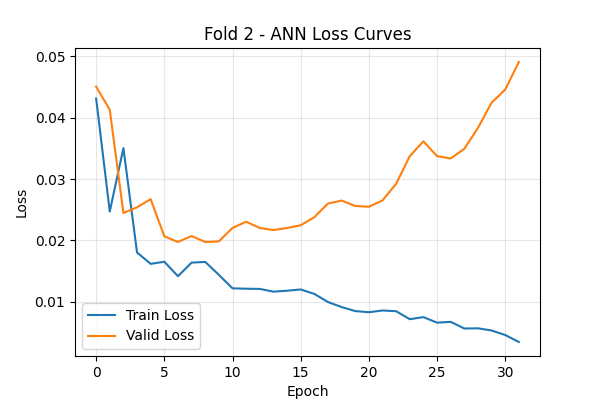 Fold 2 - ANN Loss Curves
0.05
0.04
0.03
0.02
0.01
Loss
Train Loss
Valid Loss
0 5 10 15 20 25 30
Epoch